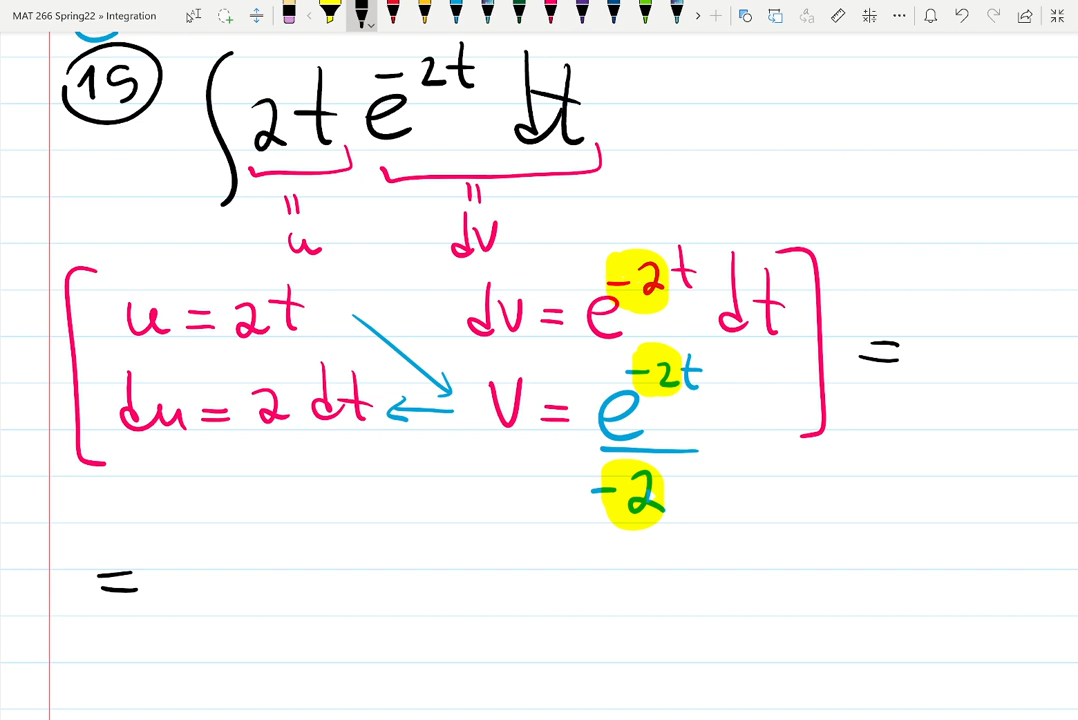 MAT 266 Spring22 » Integration
15 ∫ 2t e^{-2t} dt
= u = dv
[ u = 2t dv = e^{-2t} dt
du = 2 dt v = e^{-2t} / -2 ] =
=